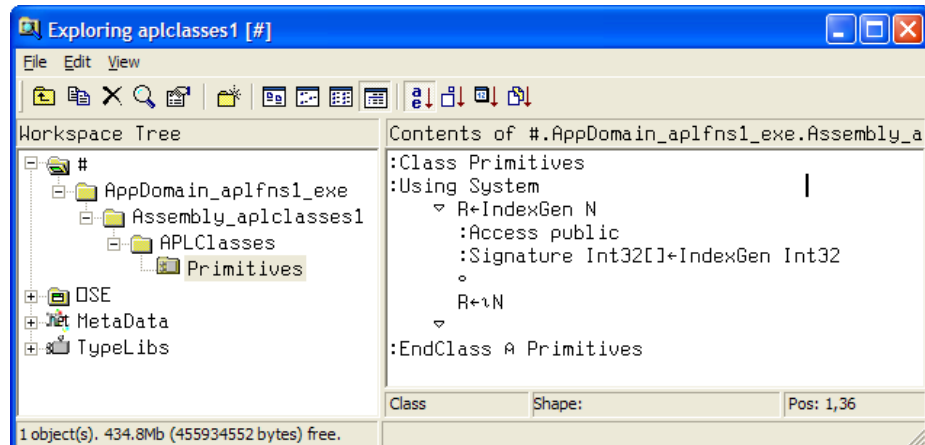 Exploring aplclasses1 [#]
File Edit View
Workspace Tree
Contents of #.AppDomain_aplfns1_exe.Assembly_a
#
AppDomain_aplfns1_exe
Assembly_aplclasses1
APLClasses
Primitives
⎕SE
MetaData
TypeLibs
:Class Primitives
:Using System
∇ R←IndexGen N
:Access public
:Signature Int32[]←IndexGen Int32
∘
R←⍳N
∇
:EndClass ⍝ Primitives
Class Shape: Pos: 1,36
1 object(s). 434.8Mb (455934552 bytes) free.